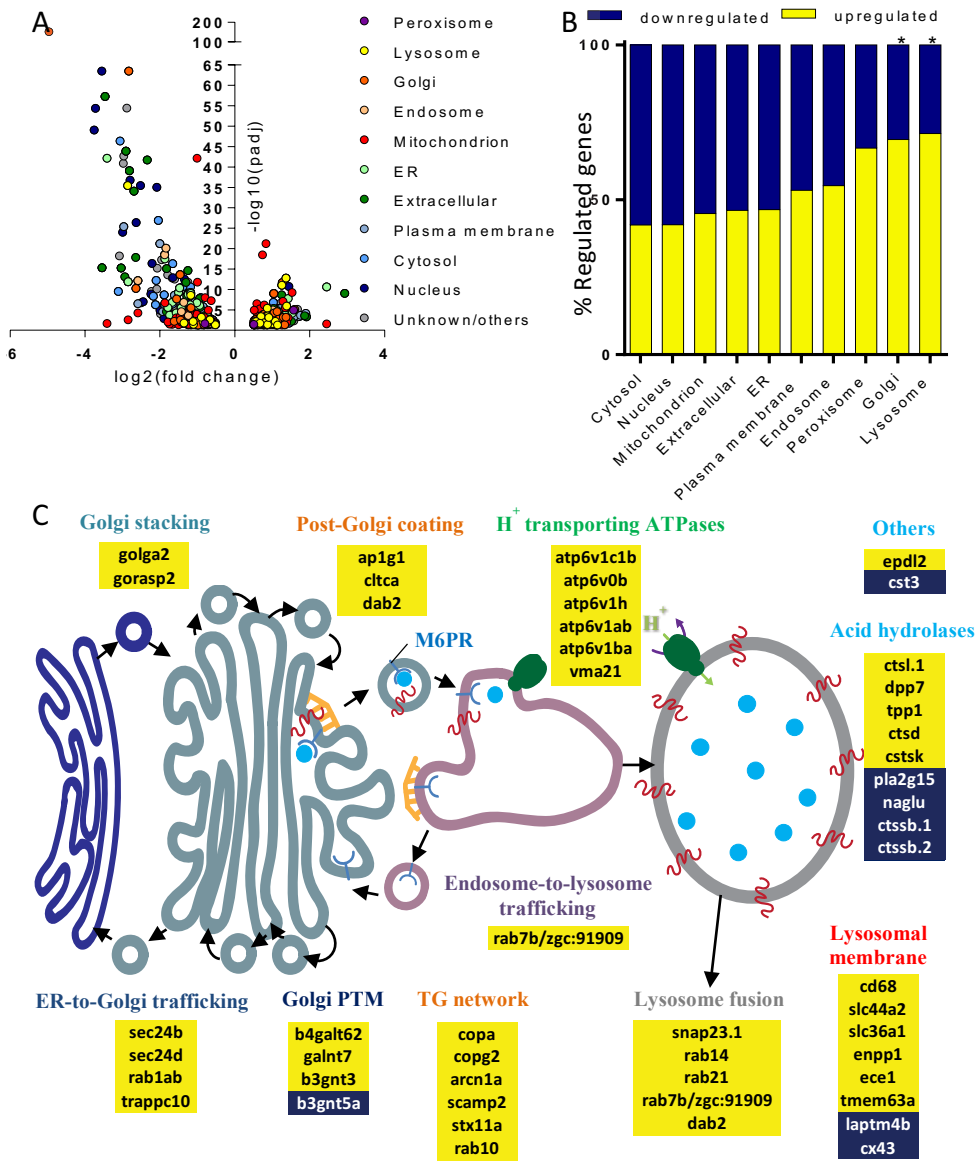 A
200
100
65
60
55
50
45
40
35
30
25
20
15
10
5
-log10(padj)
-6
-4
-2
0
2
4
log2(fold change)
Peroxisome
Lysosome
Golgi
Endosome
Mitochondrion
ER
Extracellular
Plasma membrane
Cytosol
Nucleus
Unknown/others
B
downregulated
upregulated
100
50
0
% Regulated genes
* *
Cytosol
Nucleus
Mitochondrion
Extracellular
ER
Plasma membrane
Endosome
Peroxisome
Golgi
Lysosome
C
Golgi stacking
golga2
gorasp2
Post-Golgi coating
ap1g1
cltca
dab2
H+ transporting ATPases
atp6v1c1b
atp6v0b
atp6v1h
atp6v1ab
atp6v1ba
vma21
Others
epdl2
cst3
M6PR
H+
Acid hydrolases
ctsl.1
dpp7
tpp1
ctsd
cstsk
pla2g15
naglu
ctssb.1
ctssb.2
Endosome-to-lysosome
trafficking
rab7b/zgc:91909
ER-to-Golgi trafficking
sec24b
sec24d
rab1ab
trappc10
Golgi PTM
b4galt62
galnt7
b3gnt3
b3gnt5a
TG network
copa
copg2
arcn1a
scamp2
stx11a
rab10
Lysosome fusion
snap23.1
rab14
rab21
rab7b/zgc:91909
dab2
Lysosomal
membrane
cd68
slc44a2
slc36a1
enpp1
ece1
tmem63a
laptm4b
cx43